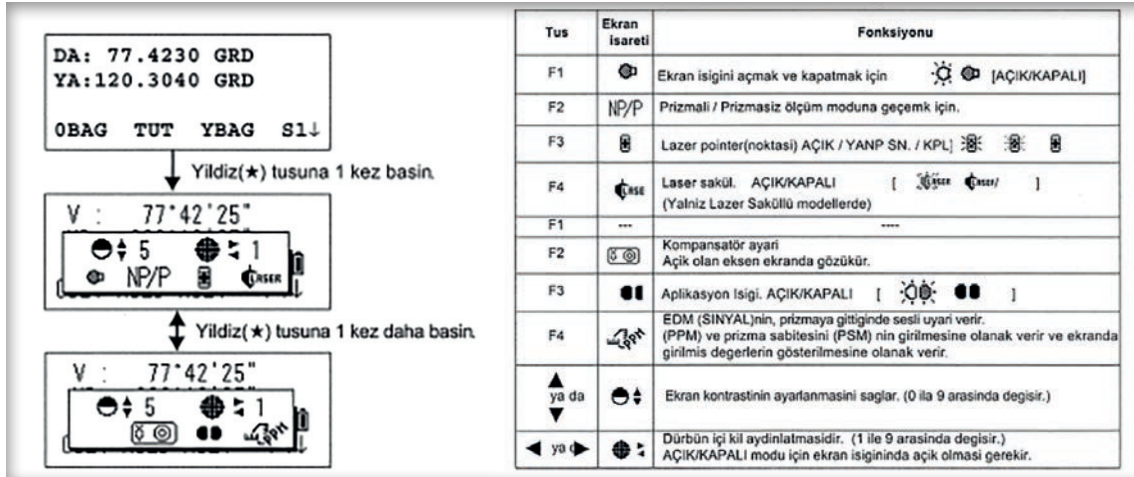 DA: 77.4230 GRD
YA:120.3040 GRD
0BAG TUT YBAG S1↓
Yildiz(★) tusuna 1 kez basin.
V : 77°42'25"
5 1
NP/P LASER
Yildiz(★) tusuna 1 kez daha basin.
V : 77°42'25"
5 1
PPM
Tus Ekran isareti Fonksiyonu
F1 Ekran isigini açmak ve kapatmak için [AÇIK/KAPALI]
F2 NP/P Prizmali / Prizmasiz ölçüm moduna geçemk için.
F3 Lazer pointer(noktasi) AÇIK / YANP SN. / KPL]
F4 LASE Laser sakül. AÇIK/KAPALI [ LASER LASER/ ]
(Yalniz Lazer Saküllü modellerde)
F1 --- ----
F2 Kompansatör ayari
Açik olan eksen ekranda gözükür.
F3 Aplikasyon Isigi. AÇIK/KAPALI [ ]
F4 PPM EDM (SINYAL)nin, prizmaya gittiginde sesli uyari verir.
(PPM) ve prizma sabitesini (PSM) nin girilmesine olanak verir ve ekranda
girilmis degerlerin gösterilmesine olanak verir.
▲ ya da ▼ Ekran kontrastinin ayarlanmasini saglar. (0 ila 9 arasinda degisir.)
◄ ya d► Dürbün içi kil aydinlatmasidir. (1 ile 9 arasinda degisir.)
AÇIK/KAPALI modu için ekran isigininda açik olmasi gerekir.